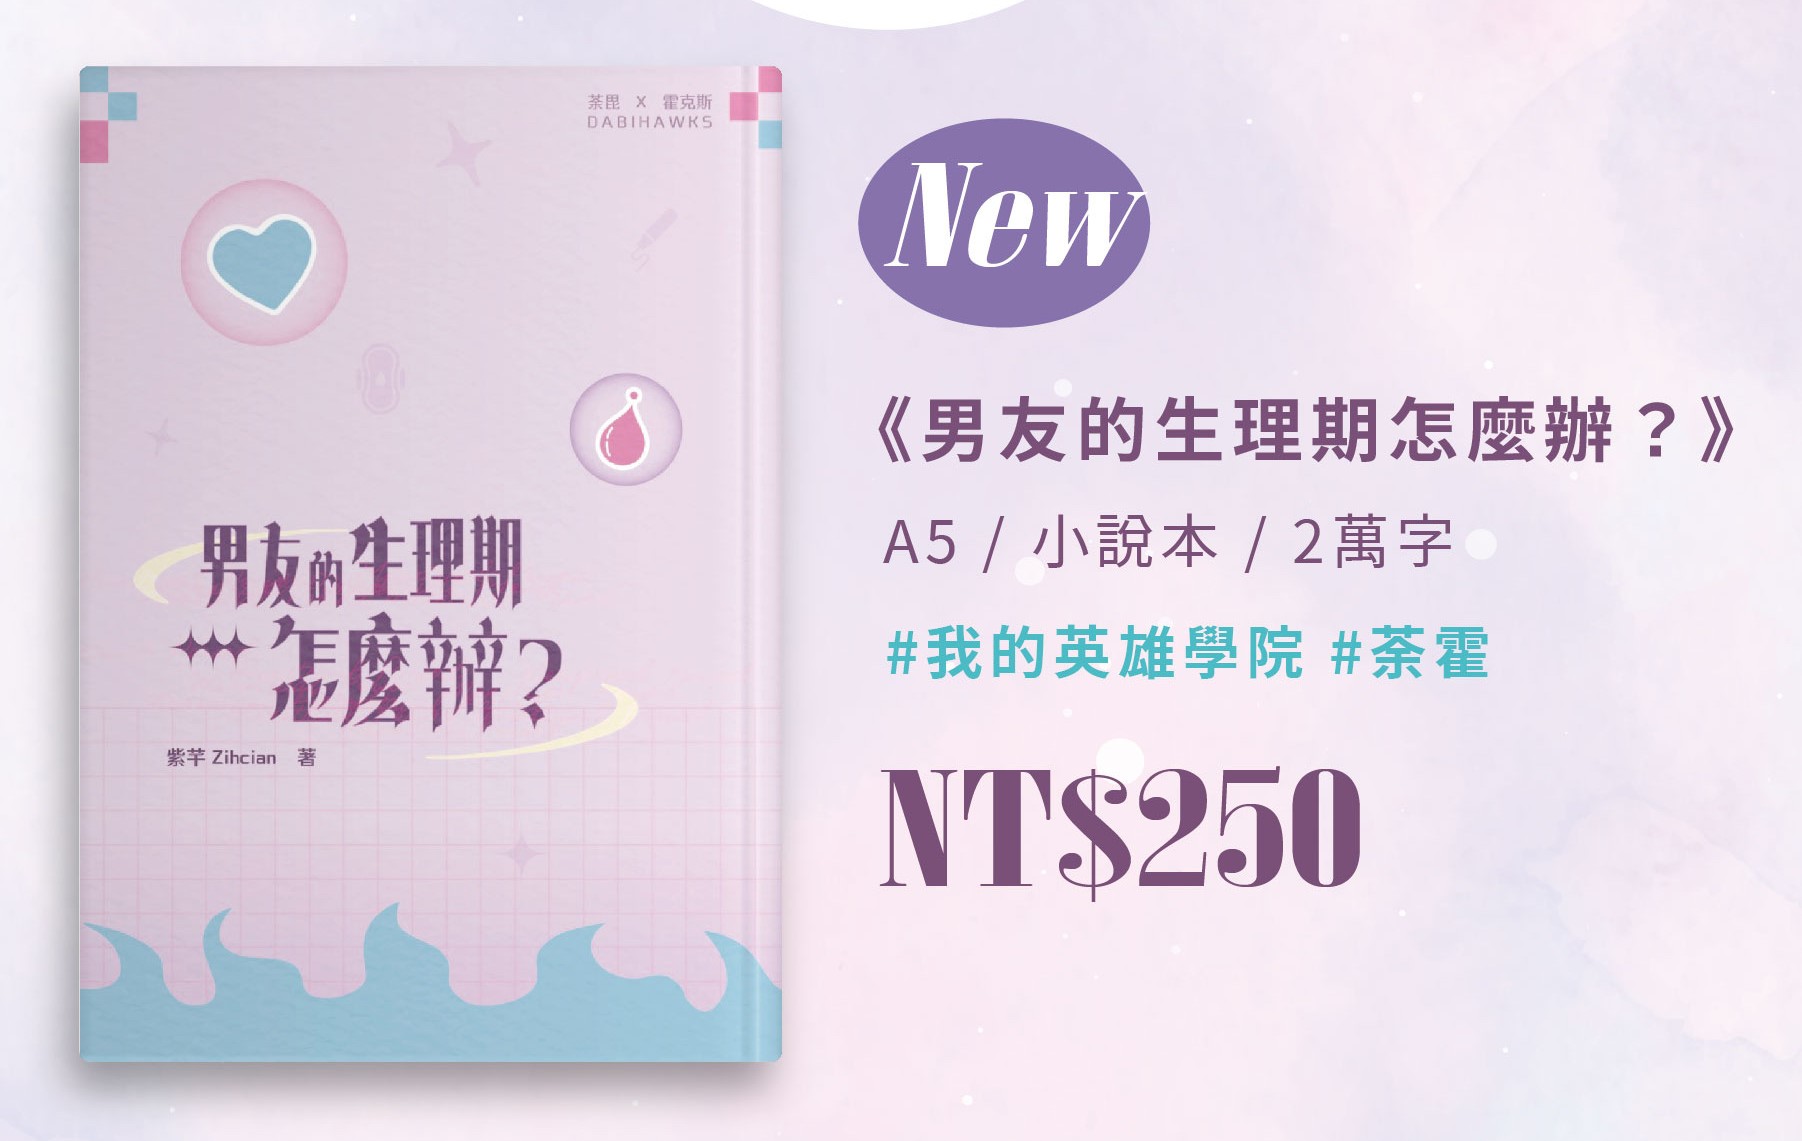 荼毘 X 霍克斯
DABIHAWKS
男友的生理期
怎麼辦？
紫芋 Zihcian 著
New
《男友的生理期怎麼辦？》
A5 / 小說本 / 2萬字
#我的英雄學院 #荼霍
NT$250